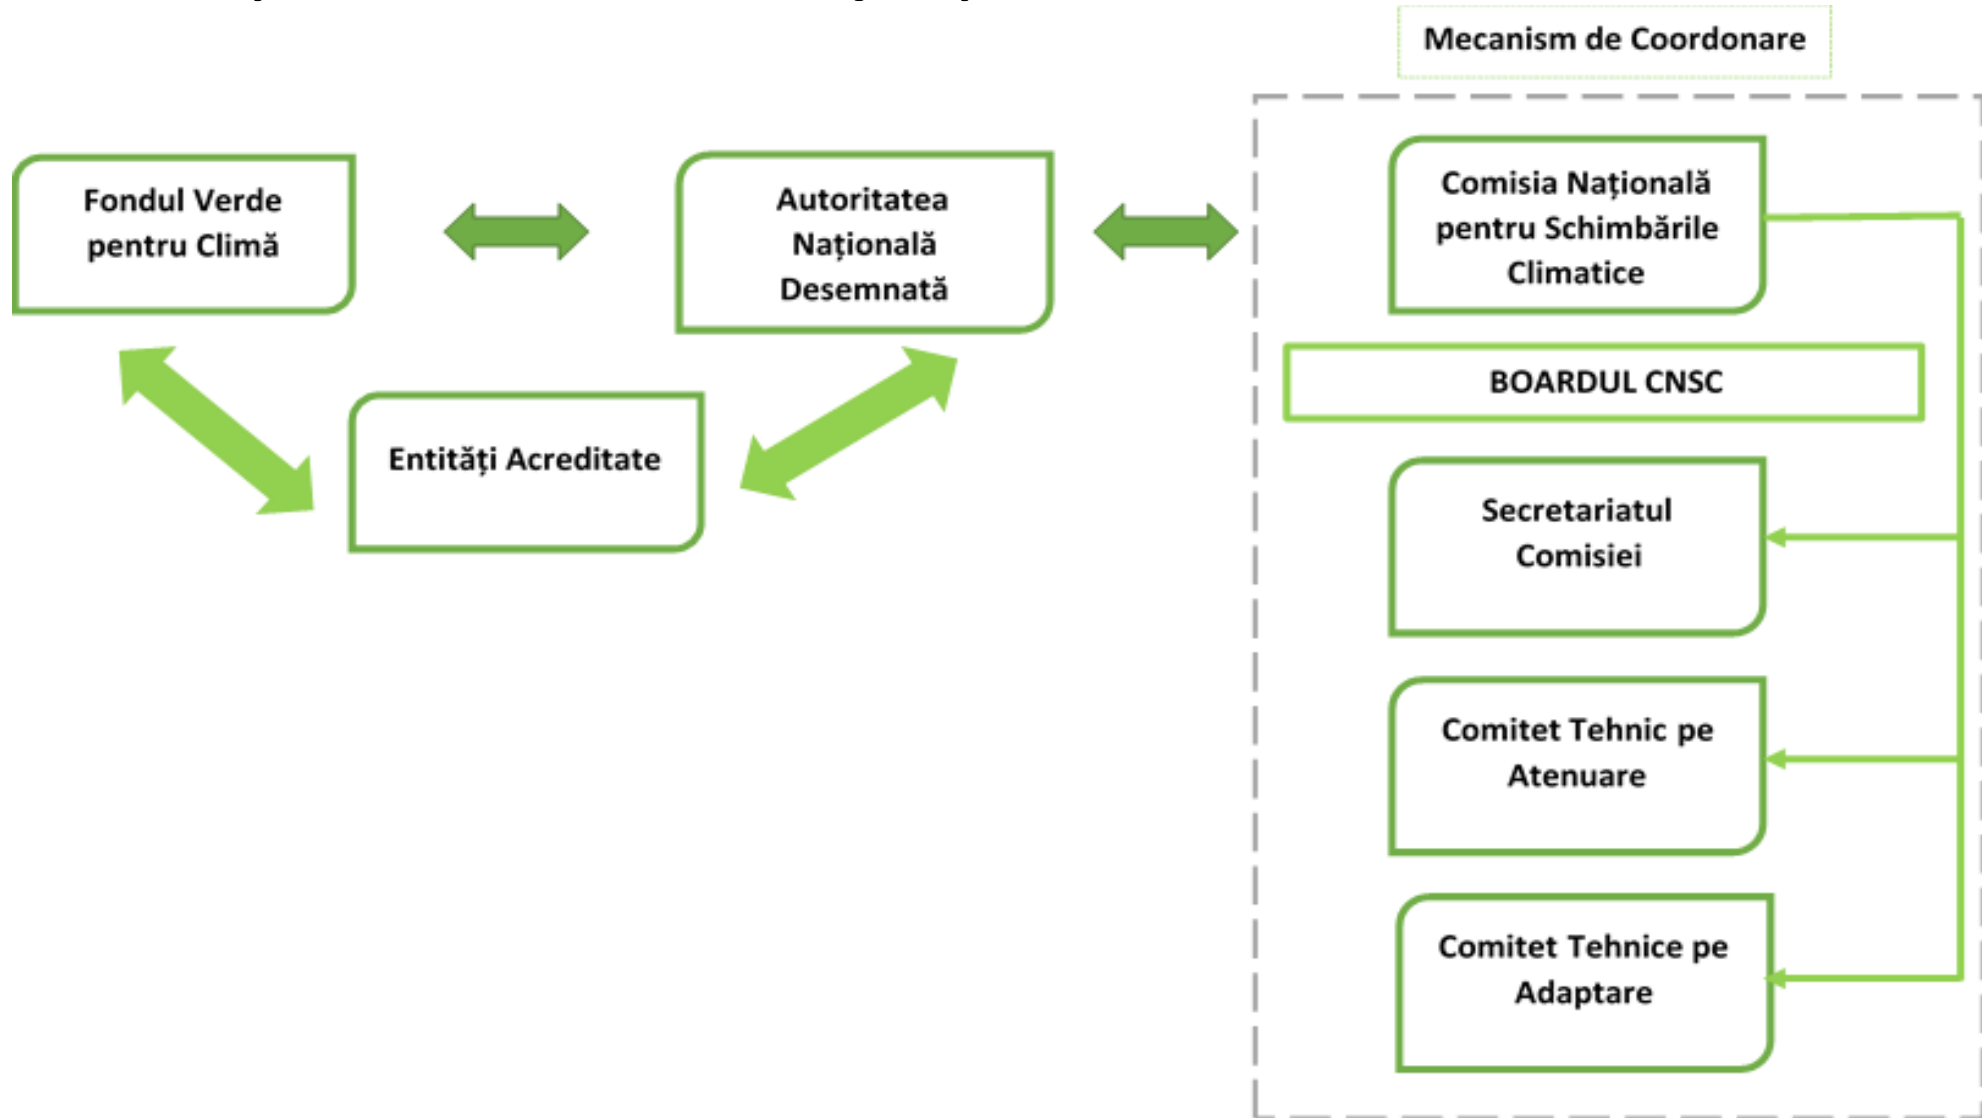 Mecanism de Coordonare
Fondul Verde
pentru Climă
Autoritatea
Națională
Desemnată
Entități Acreditate
Comisia Națională
pentru Schimbările
Climatice
BOARDUL CNSC
Secretariatul
Comisiei
Comitet Tehnic pe
Atenuare
Comitet Tehnice pe
Adaptare